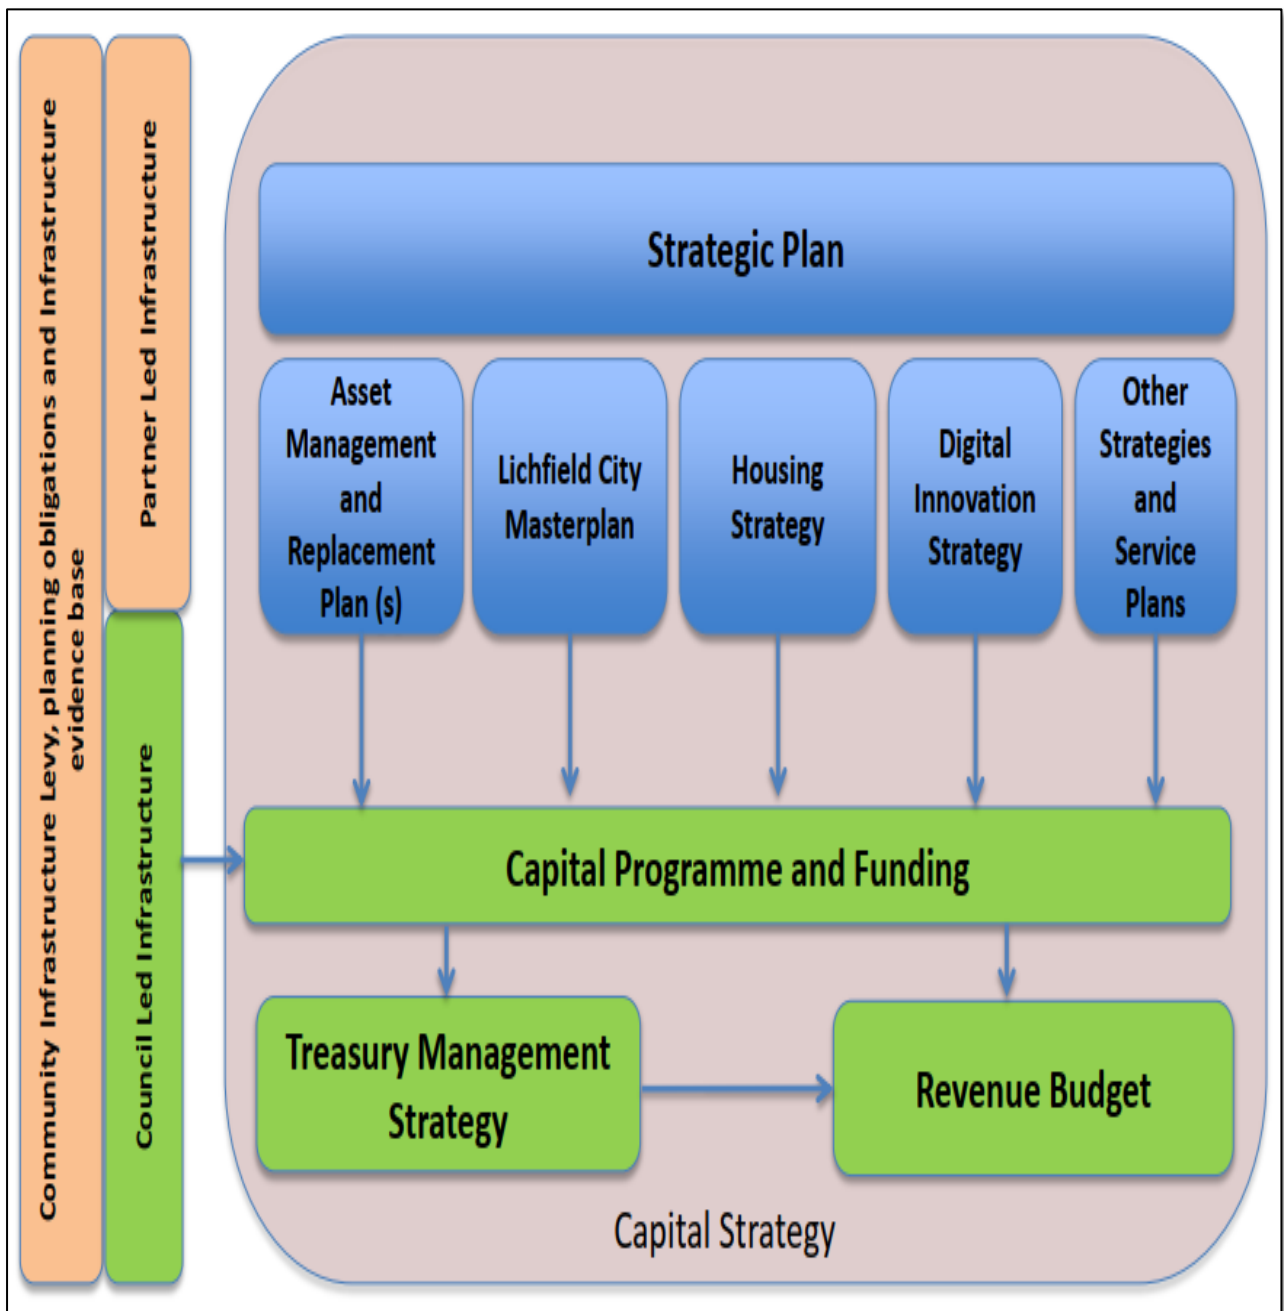 Community Infrastructure Levy, planning obligations and Infrastructure
evidence base
Partner Led Infrastructure
Council Led Infrastructure
Strategic Plan
Asset
Management
and
Replacement
Plan (s)
Lichfield City
Masterplan
Housing
Strategy
Digital
Innovation
Strategy
Other
Strategies
and
Service
Plans
Capital Programme and Funding
Treasury Management
Strategy
Revenue Budget
Capital Strategy